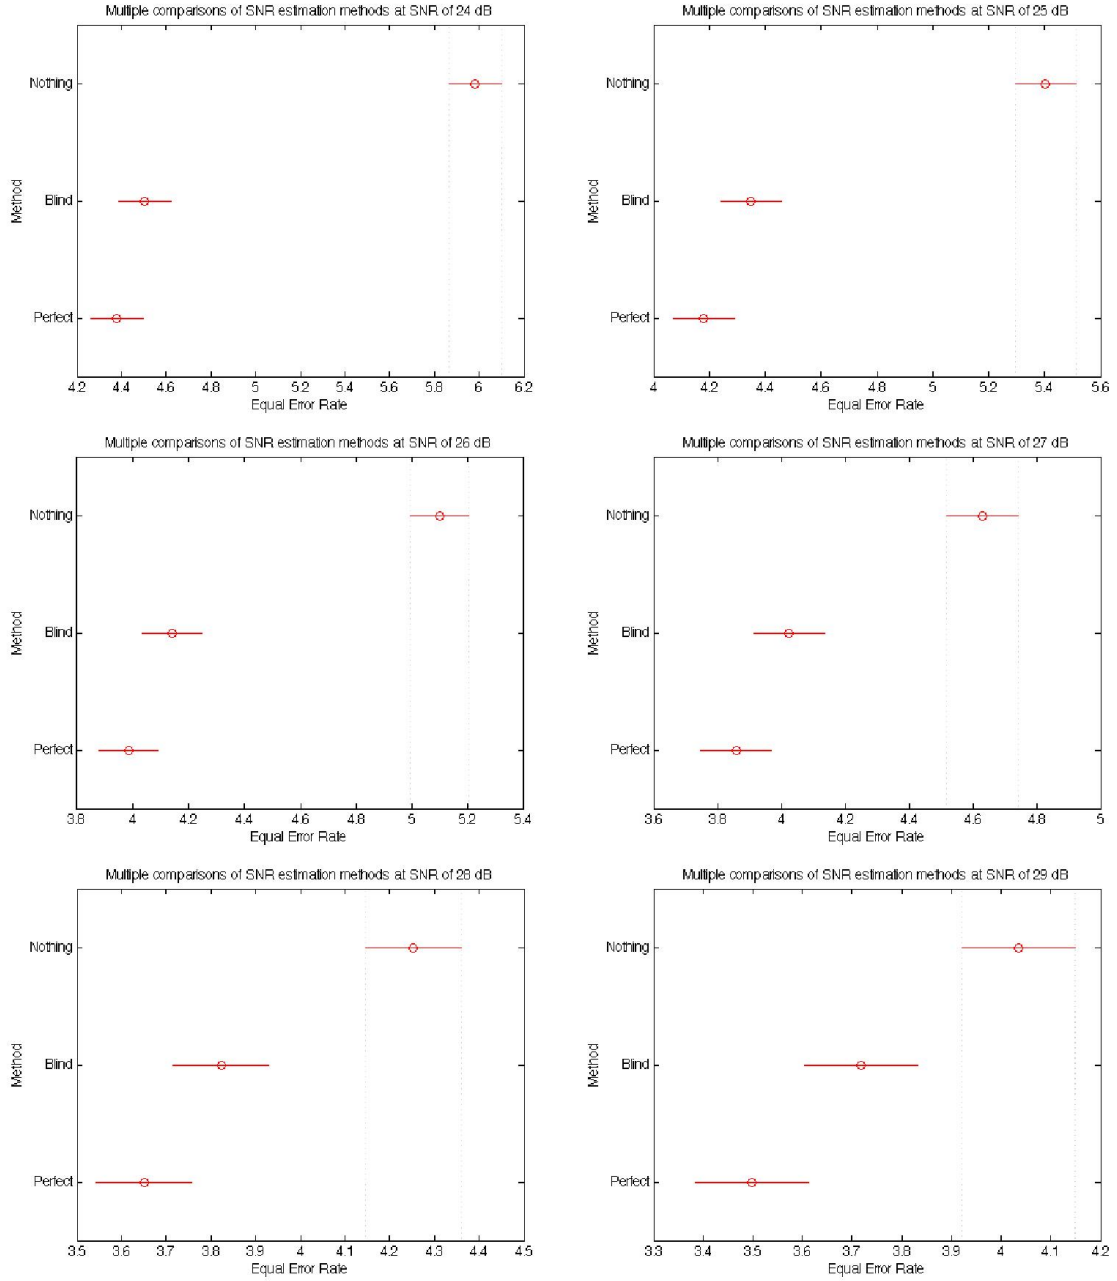 Multiple comparisons of SNR estimation methods at SNR of 24 dB
Nothing
Blind
Perfect
Method
4.2 4.4 4.6 4.8 5 5.2 5.4 5.6 5.8 6 6.2
Equal Error Rate
Multiple comparisons of SNR estimation methods at SNR of 25 dB
Nothing
Blind
Perfect
Method
4 4.2 4.4 4.6 4.8 5 5.2 5.4 5.6
Equal Error Rate
Multiple comparisons of SNR estimation methods at SNR of 26 dB
Nothing
Blind
Perfect
Method
3.8 4 4.2 4.4 4.6 4.8 5 5.2 5.4
Equal Error Rate
Multiple comparisons of SNR estimation methods at SNR of 27 dB
Nothing
Blind
Perfect
Method
3.6 3.8 4 4.2 4.4 4.6 4.8 5
Equal Error Rate
Multiple comparisons of SNR estimation methods at SNR of 28 dB
Nothing
Blind
Perfect
Method
3.5 3.6 3.7 3.8 3.9 4 4.1 4.2 4.3 4.4 4.5
Equal Error Rate
Multiple comparisons of SNR estimation methods at SNR of 29 dB
Nothing
Blind
Perfect
Method
3.3 3.4 3.5 3.6 3.7 3.8 3.9 4 4.1 4.2
Equal Error Rate